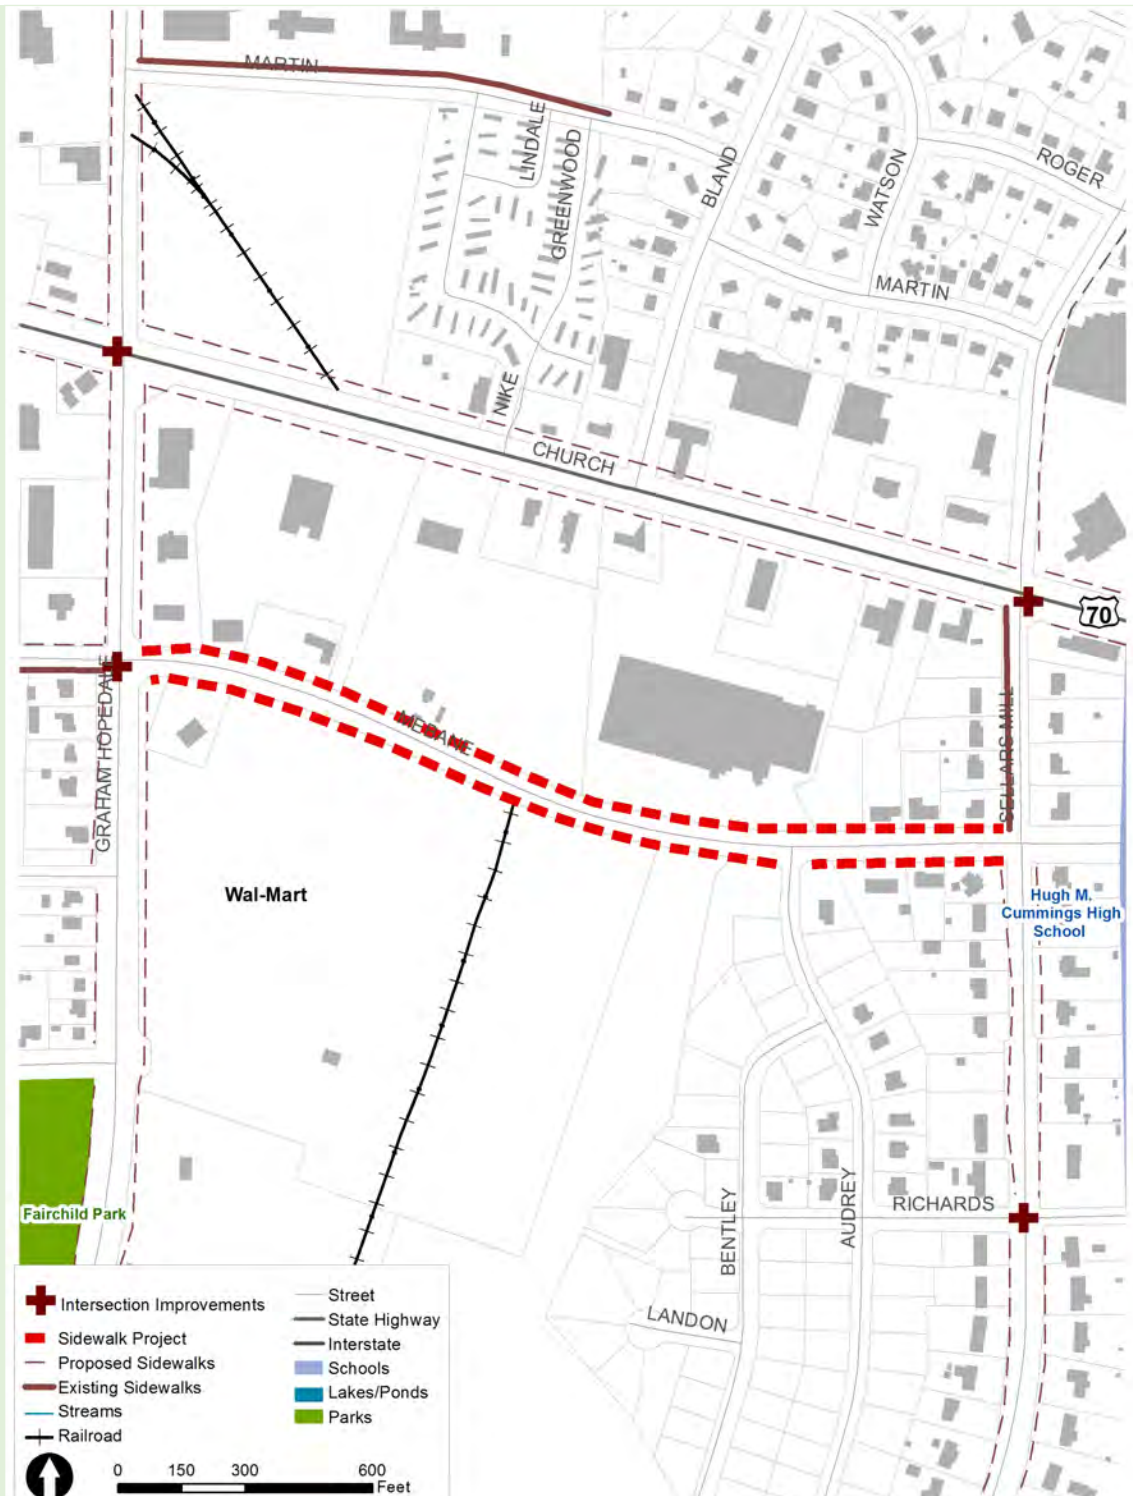 MARTIN
LINDALE
GREENWOOD
BLAND
WATSON
ROGER
MARTIN
NIKE
CHURCH
70
GRAHAM HOPEDALE
MEBANE
SELLARS MILL
Wal-Mart
Hugh M.
Cummings High
School
Fairchild Park
BENTLEY
AUDREY
RICHARDS
LANDON
Intersection Improvements
Sidewalk Project
Proposed Sidewalks
Existing Sidewalks
Streams
Railroad
Street
State Highway
Interstate
Schools
Lakes/Ponds
Parks
0 150 300 600
Feet